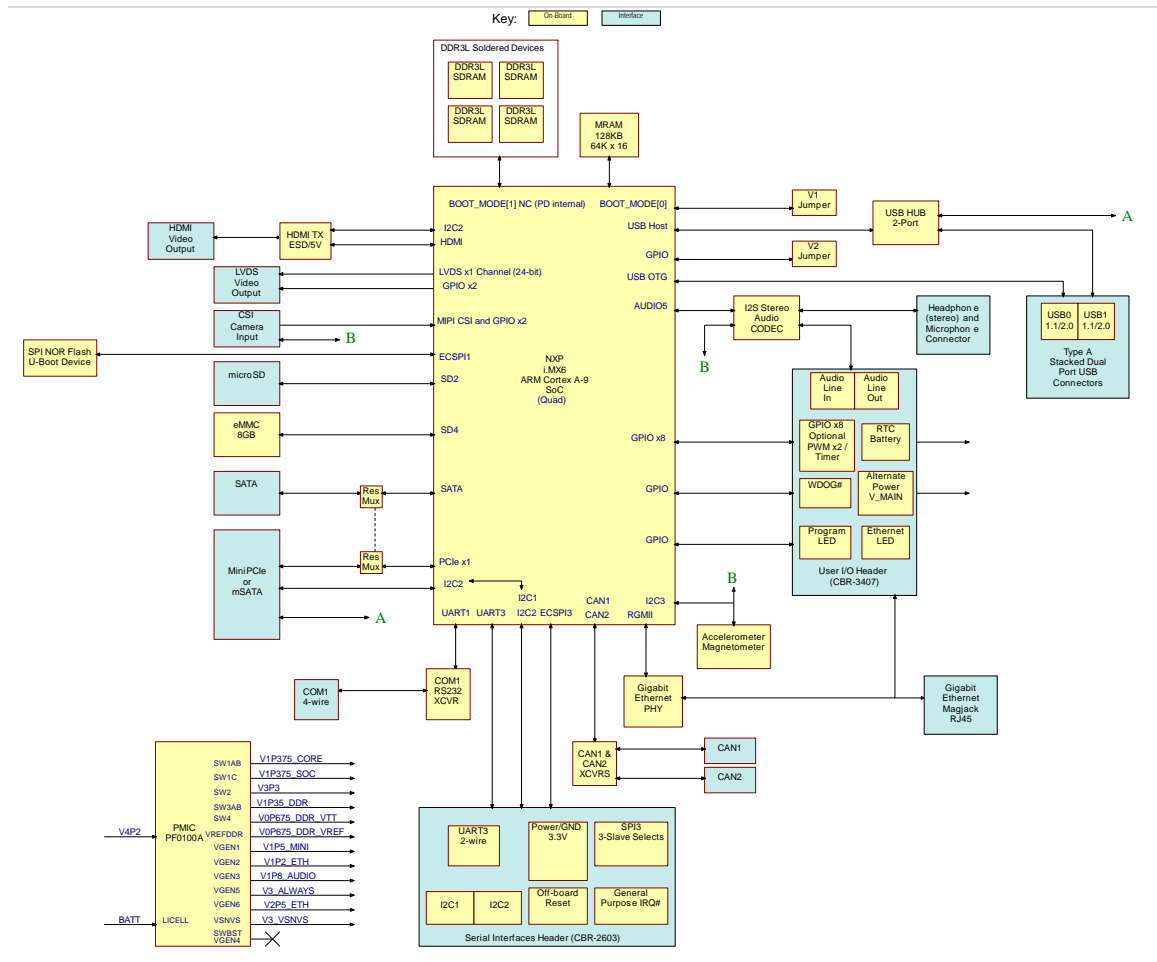 Key:
On-Board
Interface
DDR3L Soldered Devices
DDR3L
SDRAM
DDR3L
SDRAM
DDR3L
SDRAM
DDR3L
SDRAM
MRAM
128KB
64K x 16
BOOT_MODE[1] NC (PD internal)
BOOT_MODE[0]
V1
Jumper
USB HUB
2-Port
A
HDMI
Video
Output
HDMI TX
ESD/5V
I2C2
HDMI
USB Host
GPIO
V2
Jumper
LVDS
Video
Output
LVDS x1 Channel (24-bit)
GPIO x2
USB OTG
AUDIO5
I2S Stereo
Audio
CODEC
B
Headphon e
(stereo) and
Microphon e
Connector
USB0
1.1/2.0
USB1
1.1/2.0
Type A
Stacked Dual
Port USB
Connectors
CSI
Camera
Input
B
MIPI CSI and GPIO x2
SPI NOR Flash
U-Boot Device
ECSPI1
NXP
i.MX6
ARM Cortex A-9
SoC
(Quad)
microSD
SD2
eMMC
8GB
SD4
Audio
Line
In
Audio
Line
Out
GPIO x8
GPIO x8
Optional
PWM x2 /
Timer
RTC
Battery
SATA
Res
Mux
SATA
GPIO
WDOG#
Alternate
Power
V_MAIN
GPIO
Program
LED
Ethernet
LED
User I/O Header
(CBR-3407)
MiniPCIe
or
mSATA
Res
Mux
PCIe x1
I2C2
A
I2C1
CAN1
I2C3
B
UART1
UART3
I2C2
ECSPI3
CAN2
RGMII
Accelerometer
Magnetometer
COM1
4-wire
COM1
RS232
XCVR
Gigabit
Ethernet
PHY
Gigabit
Ethernet
Magjack
RJ45
CAN1 &
CAN2
XCVRS
CAN1
CAN2
PMIC
PF0100A
V4P2
BATT
LICELL
SW1AB
V1P375_CORE
SW1C
V1P375_SOC
SW2
V3P3
SW3AB
V1P35_DDR
SW4
V0P675_DDR_VTT
VREFDDR
V0P675_DDR_VREF
VGEN1
V1P5_MINI
VGEN2
V1P2_ETH
VGEN3
V1P8_AUDIO
VGEN5
V3_ALWAYS
VGEN6
V2P5_ETH
VSNVS
V3_VSNVS
SWBST
VGEN4
UART3
2-wire
Power/GND
3.3V
SPI3
3-Slave Selects
I2C1
I2C2
Off-board
Reset
General
Purpose IRQ#
Serial Interfaces Header (CBR-2603)